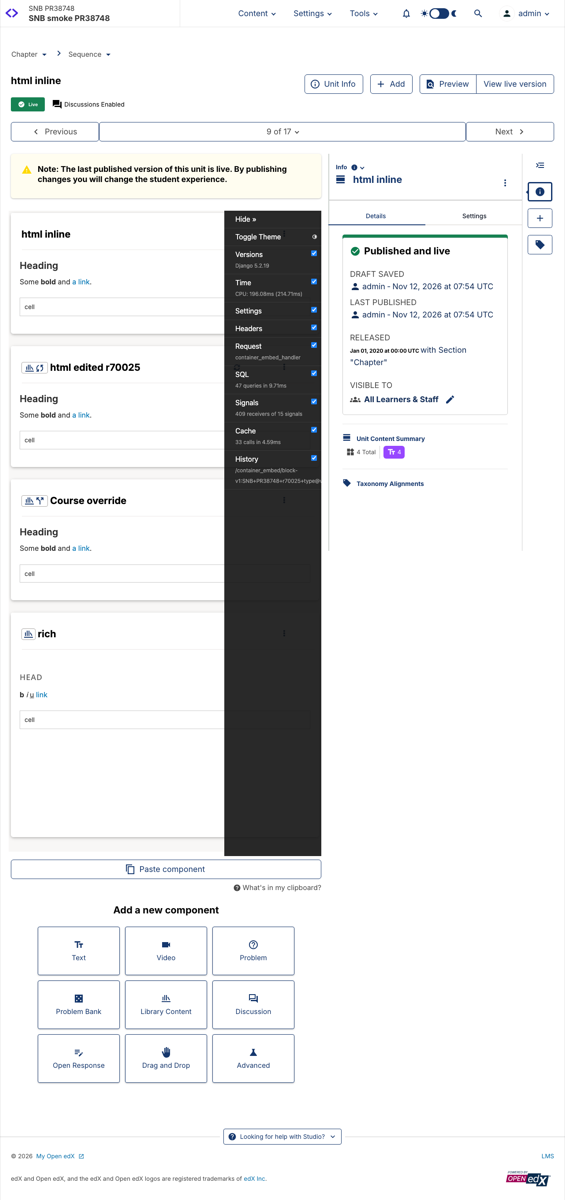 SNB PR38748
SNB smoke PR38748
Content
Settings
Tools
admin
Chapter
Sequence
html inline
Unit Info
Add
Preview
View live version
Live
Discussions Enabled
Previous
9 of 17
Next
Note: The last published version of this unit is live. By publishing
changes you will change the student experience.
html inline
Heading
Some bold and a link.
cell
html edited r70025
Heading
Some bold and a link.
cell
Course override
Heading
Some bold and a link.
cell
rich
HEAD
b i y link
cell
Hide »
Toggle Theme
Versions
Django 5.2.19
Time
CPU: 196.08ms (214.71ms)
Settings
Headers
Request
container_embed_handler
SQL
47 queries in 9.71ms
Signals
409 receivers of 15 signals
Cache
33 calls in 4.59ms
History
/container_embed/block-
v1:SNB+PR38748+r70025+type@
Info
html inline
Details
Settings
Published and live
DRAFT SAVED
admin - Nov 12, 2026 at 07:54 UTC
LAST PUBLISHED
admin - Nov 12, 2026 at 07:54 UTC
RELEASED
Jan 01, 2020 at 00:00 UTC with Section
"Chapter"
VISIBLE TO
All Learners & Staff
Unit Content Summary
4 Total
Tr 4
Taxonomy Alignments
Paste component
What's in my clipboard?
Add a new component
Text
Video
Problem
Problem Bank
Library Content
Discussion
Open Response
Drag and Drop
Advanced
Looking for help with Studio?
© 2026 My Open edX
LMS
edX and Open edX, and the edX and Open edX logos are registered trademarks of edX Inc.
POWERED BY
OPEN edX